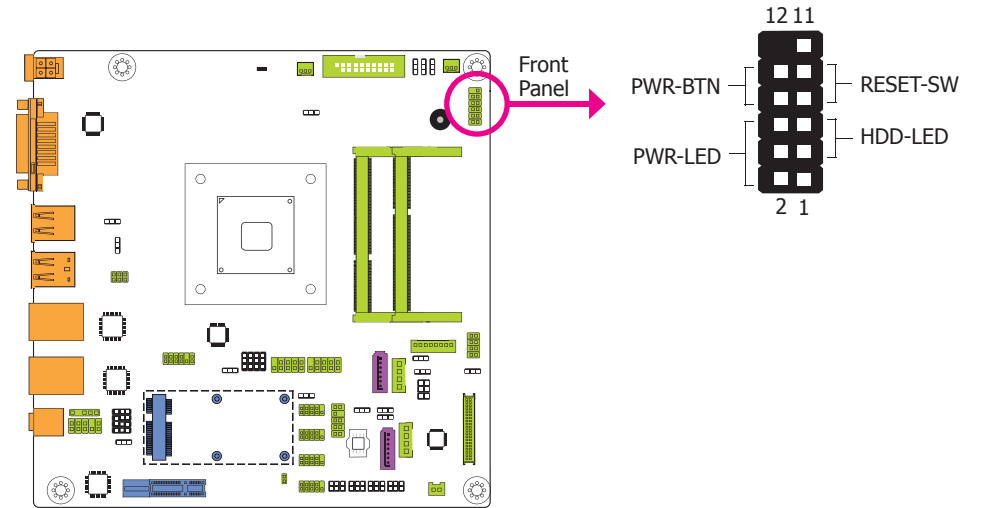 12 11
Front
Panel
PWR-BTN
RESET-SW
HDD-LED
PWR-LED
2 1